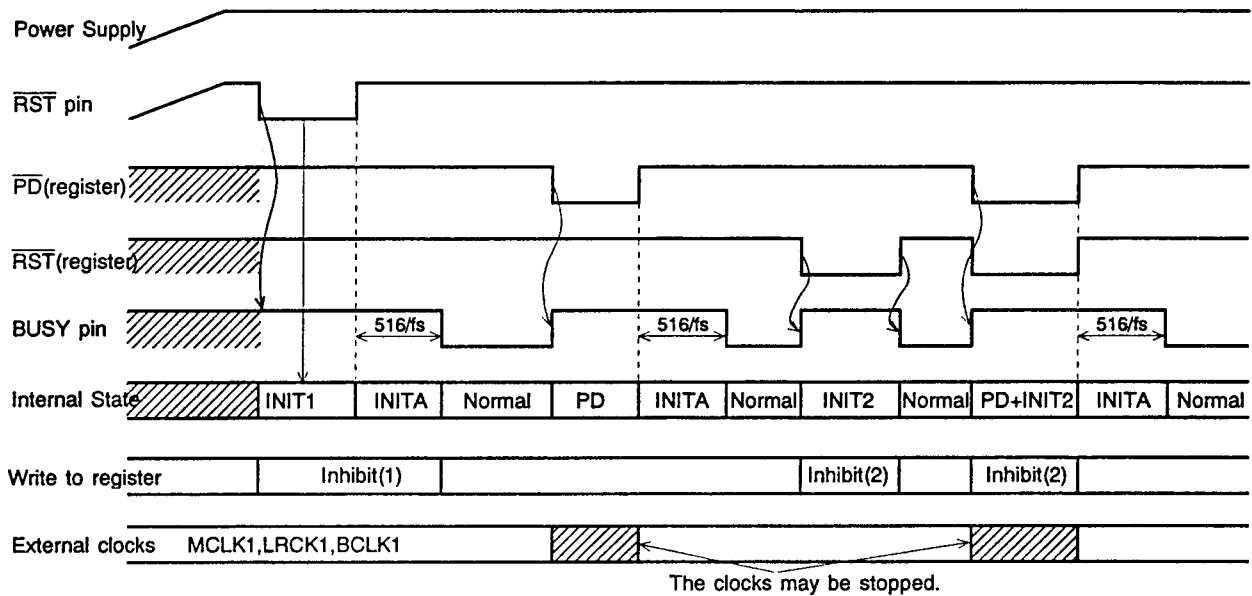 Power Supply
RST pin
PD(register)
RST(register)
BUSY pin 516/fs 516/fs 516/fs
Internal State INIT1 INITA Normal PD INITA Normal INIT2 Normal PD+INIT2 INITA Normal
Write to register Inhibit(1) Inhibit(2) Inhibit(2)
External clocks MCLK1,LRCK1,BCLK1
The clocks may be stopped.